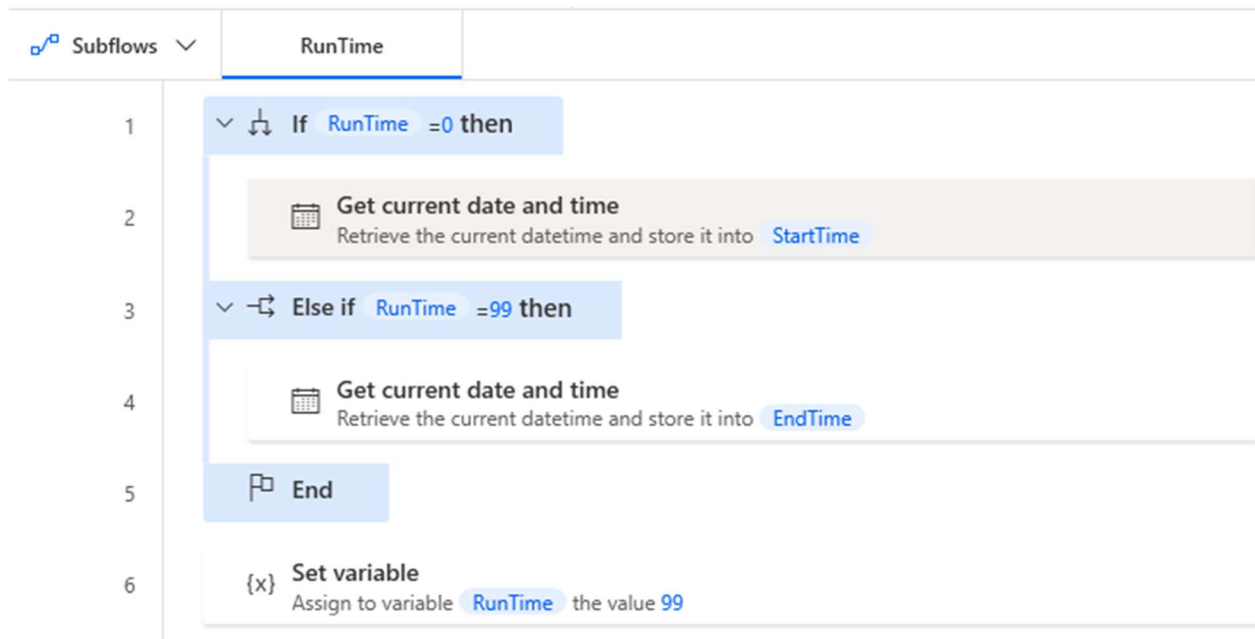 Subflows RunTime
1 If RunTime =0 then
2 Get current date and time
Retrieve the current datetime and store it into StartTime
3 Else if RunTime =99 then
4 Get current date and time
Retrieve the current datetime and store it into EndTime
5 End
6 {x} Set variable
Assign to variable RunTime the value 99